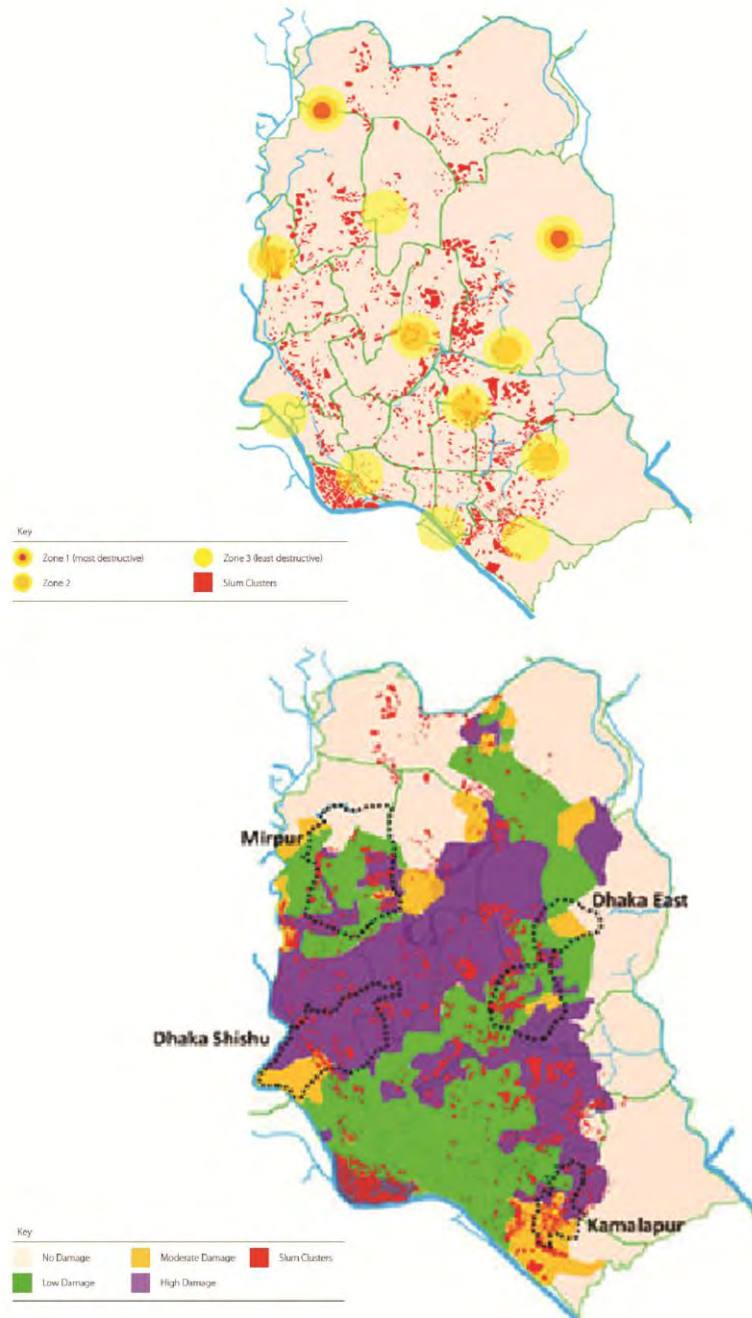 Key
Zone 1 (most destructive)
Zone 3 (least destructive)
Zone 2
Slum Clusters
Mirpur
Dhaka East
Dhaka Shishu
Kamalapur
Key
No Damage
Moderate Damage
Slum Clusters
Low Damage
High Damage